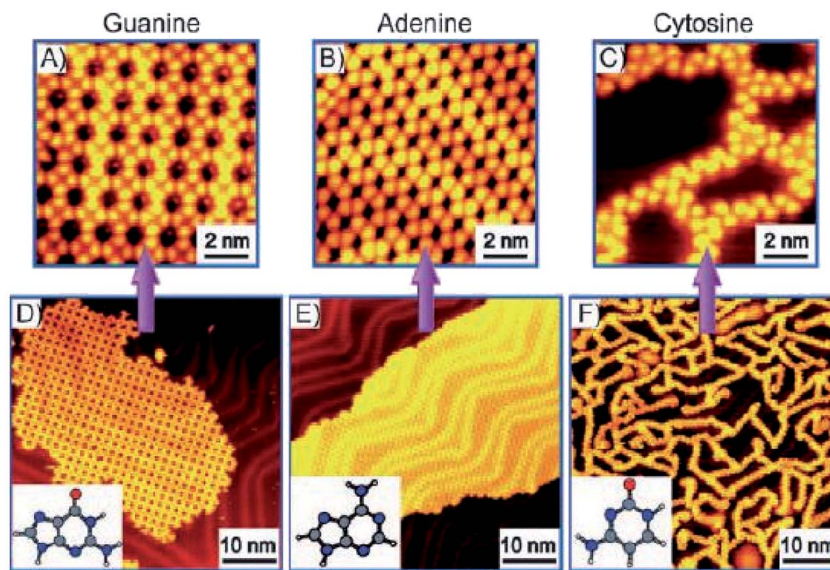 Guanine
Adenine
Cytosine
A)
B)
C)
2 nm
2 nm
2 nm
D)
E)
F)
10 nm
10 nm
10 nm